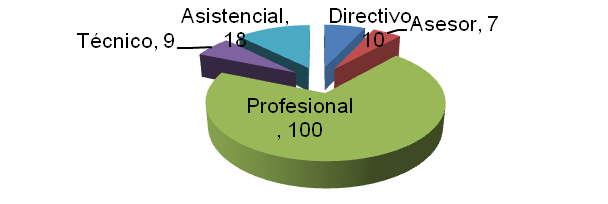 Asistencial,
18
Directivo,
10
Asesor, 7
Técnico, 9
Profesional
, 100